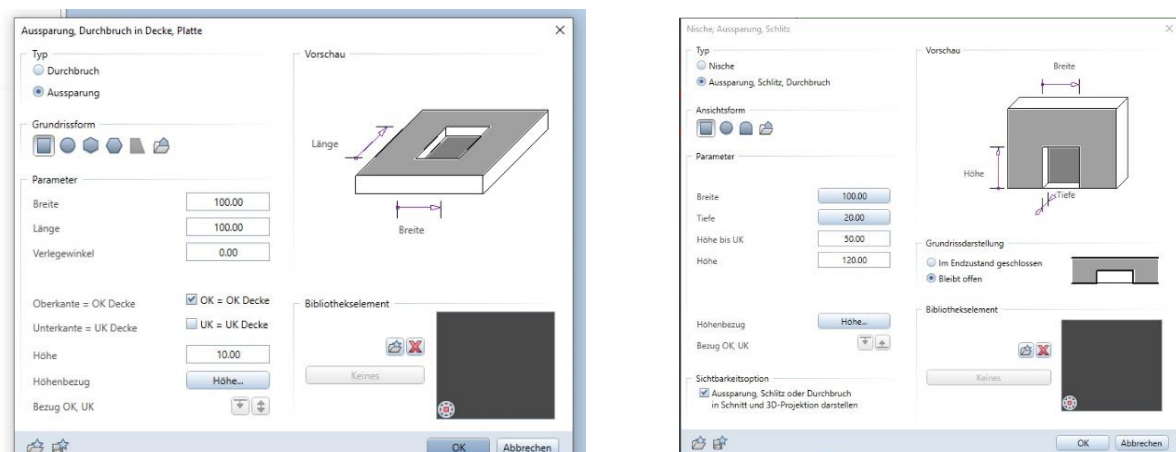 Aussparung, Durchbruch in Decke, Platte
Typ
Durchbruch
Aussparung
Grundrissform
Parameter
Breite 100.00
Länge 100.00
Verlegewinkel 0.00
Oberkante = OK Decke OK = OK Decke
Unterkante = UK Decke UK = UK Decke
Höhe 10.00
Höhenbezug Höhe...
Bezug OK, UK
Vorschau
Länge
Breite
Bibliothekselement
Keines
OK Abbrechen
Nische, Aussparung, Schlitz
Typ
Nische
Aussparung, Schlitz, Durchbruch
Ansichtsform
Parameter
Breite 100.00
Tiefe 20.00
Höhe bis UK 50.00
Höhe 120.00
Höhenbezug Höhe...
Bezug OK, UK
Sichtbarkeitsoption
Aussparung, Schlitz oder Durchbruch
in Schnitt und 3D-Projektion darstellen
Vorschau
Breite
Höhe
Tiefe
Grundrissdarstellung
Im Endzustand geschlossen
Bleibt offen
Bibliothekselement
Keines
OK Abbrechen